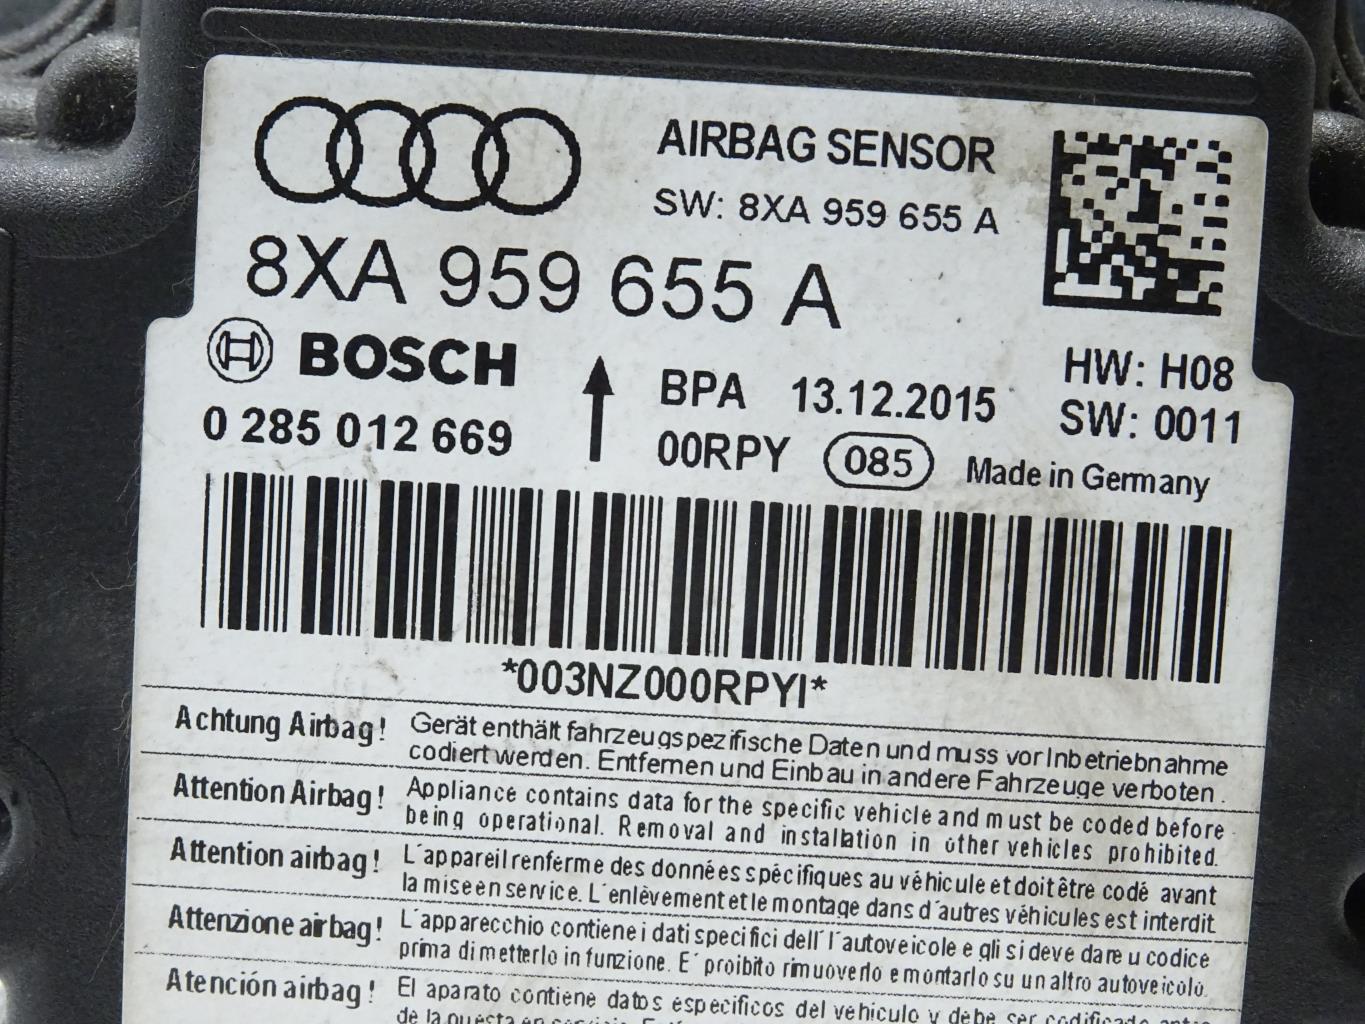 AIRBAG SENSOR
SW: 8XA 959 655 A
8XA 959 655 A
BOSCH
0 285 012 669
BPA 13.12.2015
00RPY 085 Made in Germany
HW: H08
SW: 0011
*003NZ000RPYI*
Achtung Airbag! Gerät enthält fahrzeugspezifische Daten und muss vor Inbetriebnahme
codiert werden. Entfernen und Einbau in andere Fahrzeuge verboten.
Attention Airbag! Appliance contains data for the specific vehicle and must be coded before
being operational. Removal and installation in other vehicles prohibited.
Attention airbag! L´appareil renferme des données spécifiques au véhicule et doit être codé avant
la mise en service. L´enlèvement et le montage dans d´autres véhicules est interdit.
Attenzione airbag! L´apparecchio contiene i dati specifici dell´l´autoveicole e gli si deve dare u codice
prima di metterlo in funzione. E´ proibito rimuoverlo e montarlo su un altro autoveicolo.
Atención airbag! El aparato contiene datos especificos del vehiculo y debe ser codificado
de la puesta en